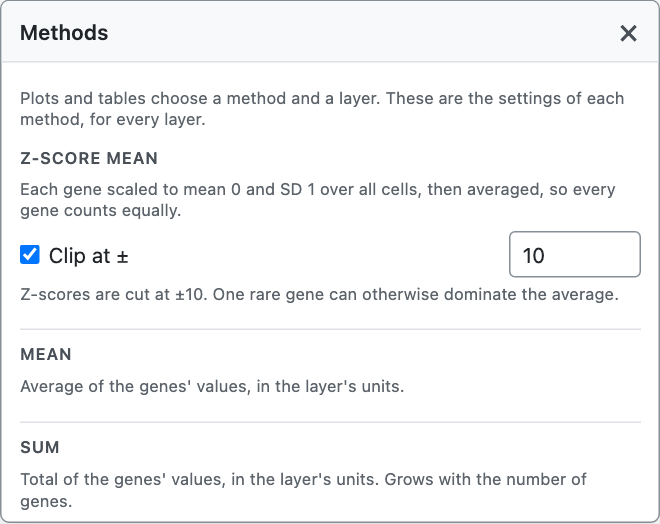 Methods
Plots and tables choose a method and a layer. These are the settings of each
method, for every layer.
Z-SCORE MEAN
Each gene scaled to mean 0 and SD 1 over all cells, then averaged, so every
gene counts equally.
Clip at ±
10
Z-scores are cut at ±10. One rare gene can otherwise dominate the average.
MEAN
Average of the genes' values, in the layer's units.
SUM
Total of the genes' values, in the layer's units. Grows with the number of
genes.